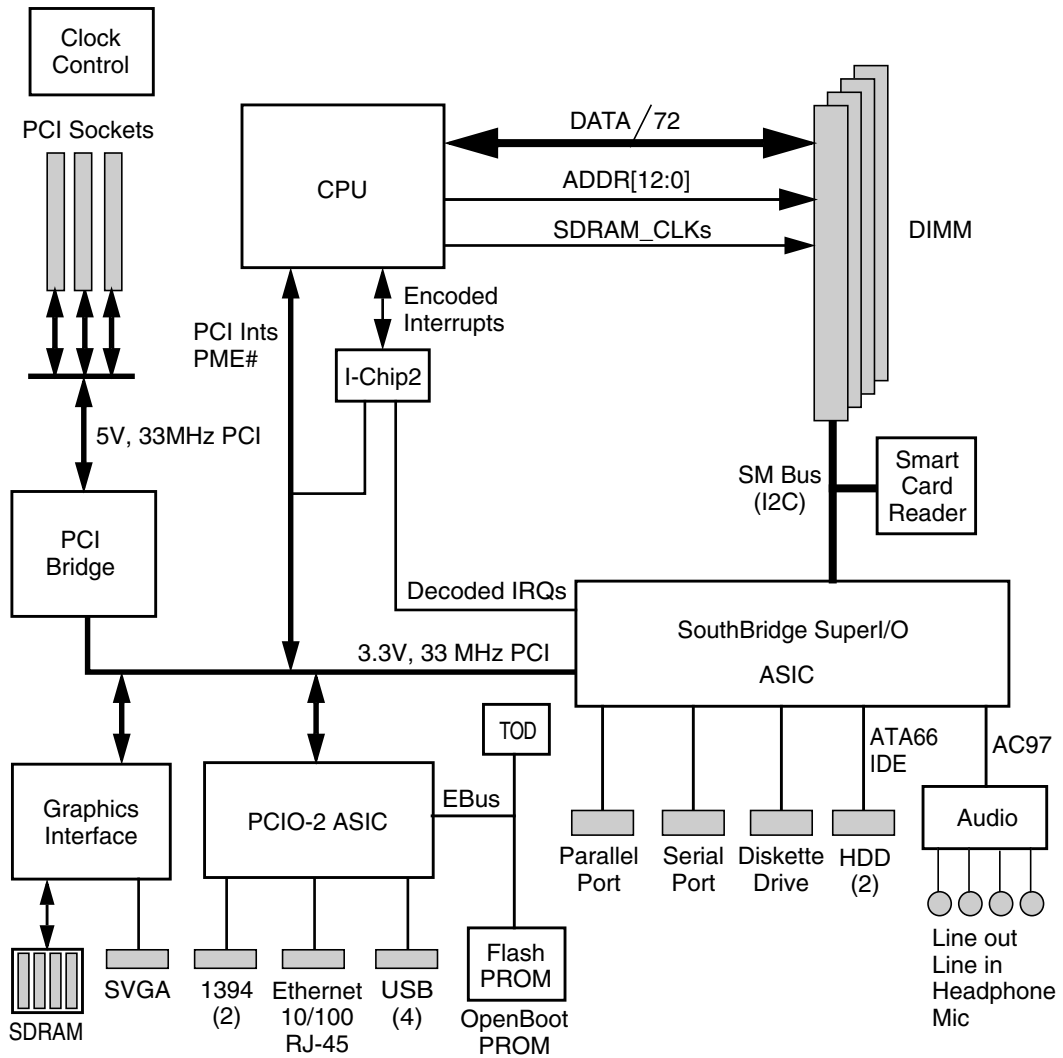 Clock
Control
PCI Sockets
CPU
DATA/72
ADDR[12:0]
SDRAM_CLKs
DIMM
PCI Ints
PME#
Encoded
Interrupts
I-Chip2
5V, 33MHz PCI
PCI
Bridge
SM Bus
(I2C)
Smart
Card
Reader
Decoded IRQs
SouthBridge SuperI/O
ASIC
3.3V, 33 MHz PCI
TOD
ATA66
IDE
AC97
Graphics
Interface
PCIO-2 ASIC
EBus
Audio
Parallel
Port
Serial
Port
Diskette
Drive
HDD
(2)
Line out
Line in
Headphone
Mic
SDRAM
SVGA
1394
(2)
Ethernet
10/100
RJ-45
USB
(4)
Flash
PROM
OpenBoot
PROM